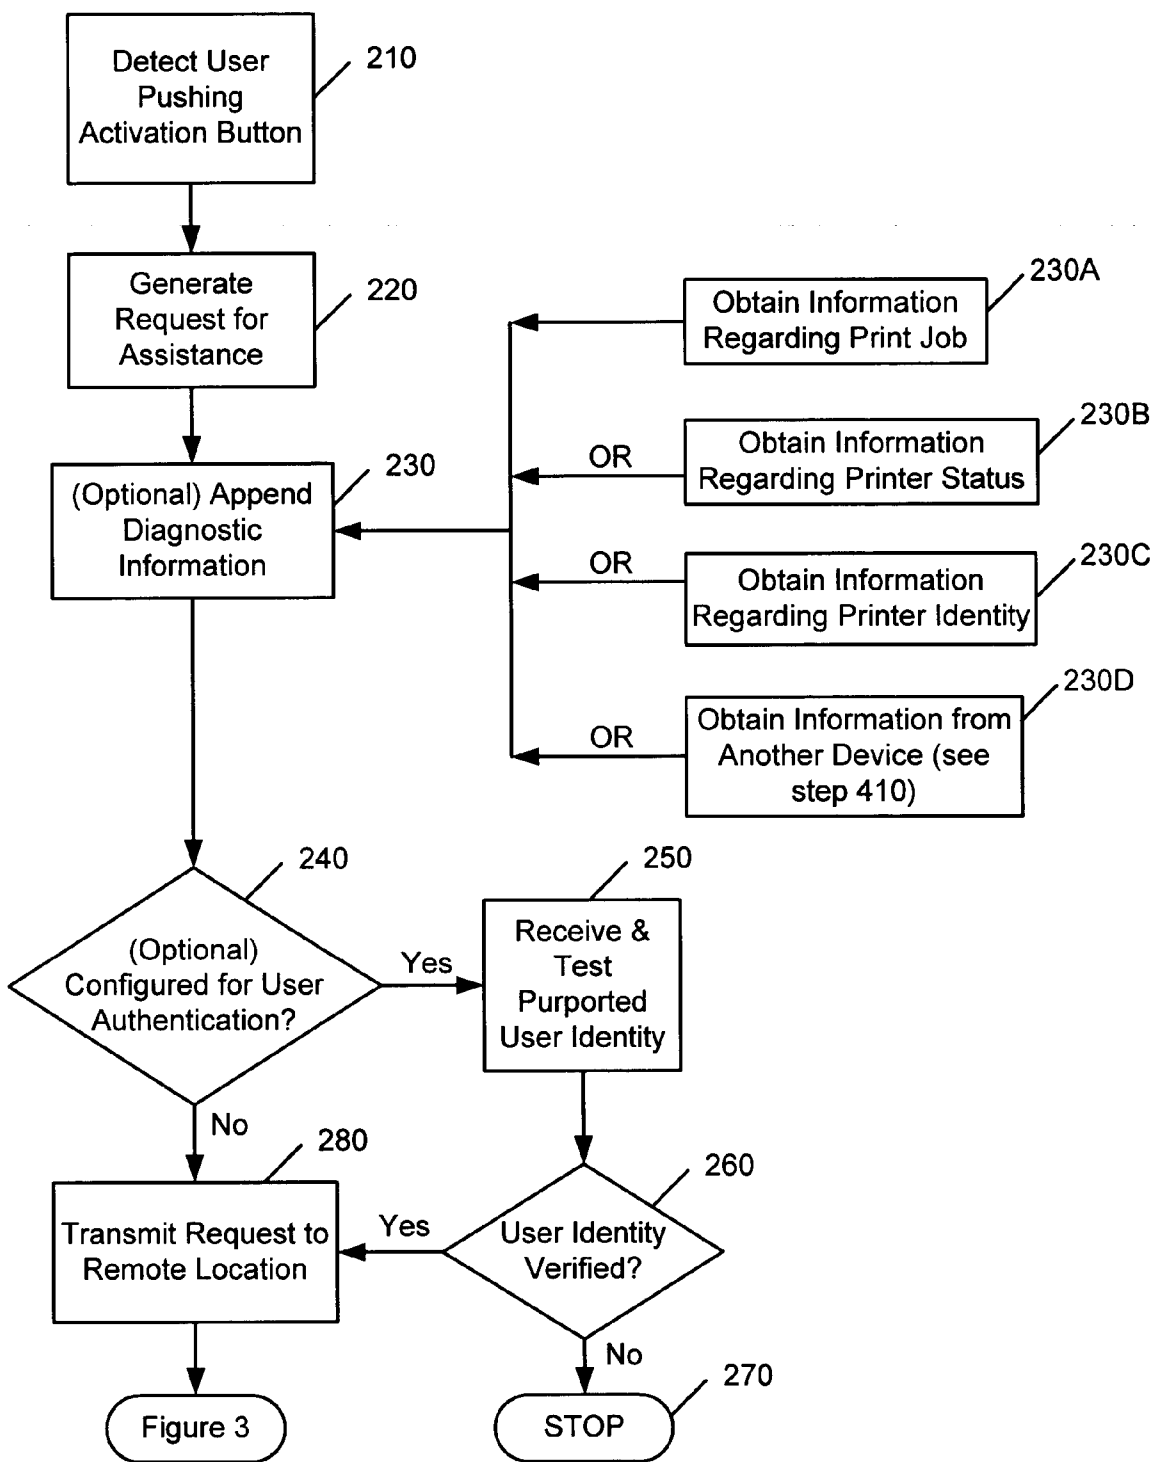 Detect User
Pushing
Activation Button
210
Generate
Request for
Assistance
220
(Optional) Append
Diagnostic
Information
230
Obtain Information
Regarding Print Job
230A
OR
Obtain Information
Regarding Printer Status
230B
OR
Obtain Information
Regarding Printer Identity
230C
OR
Obtain Information from
Another Device (see
step 410)
230D
(Optional)
Configured for User
Authentication?
240
Yes
No
Receive &
Test
Purported
User Identity
250
User Identity
Verified?
260
Yes
No
Transmit Request to
Remote Location
280
Figure 3
STOP
270